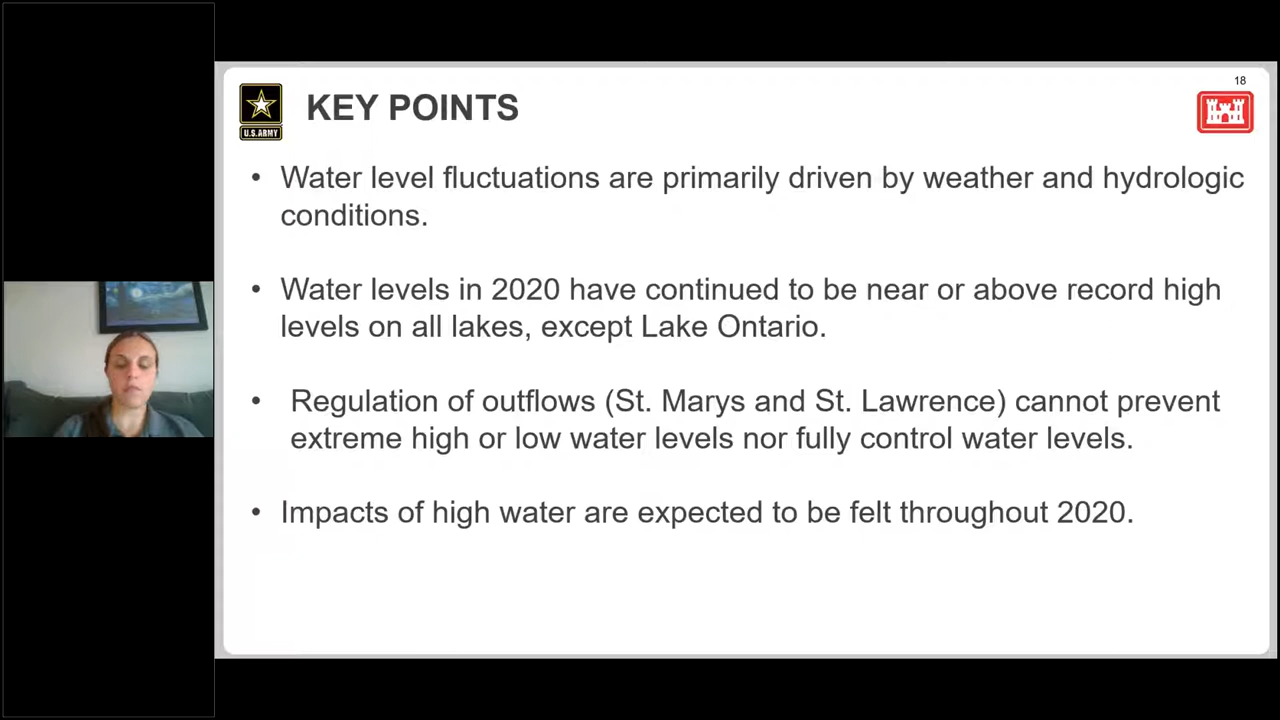 18
U.S.ARMY
KEY POINTS
• Water level fluctuations are primarily driven by weather and hydrologic
conditions.
• Water levels in 2020 have continued to be near or above record high
levels on all lakes, except Lake Ontario.
• Regulation of outflows (St. Marys and St. Lawrence) cannot prevent
extreme high or low water levels nor fully control water levels.
• Impacts of high water are expected to be felt throughout 2020.